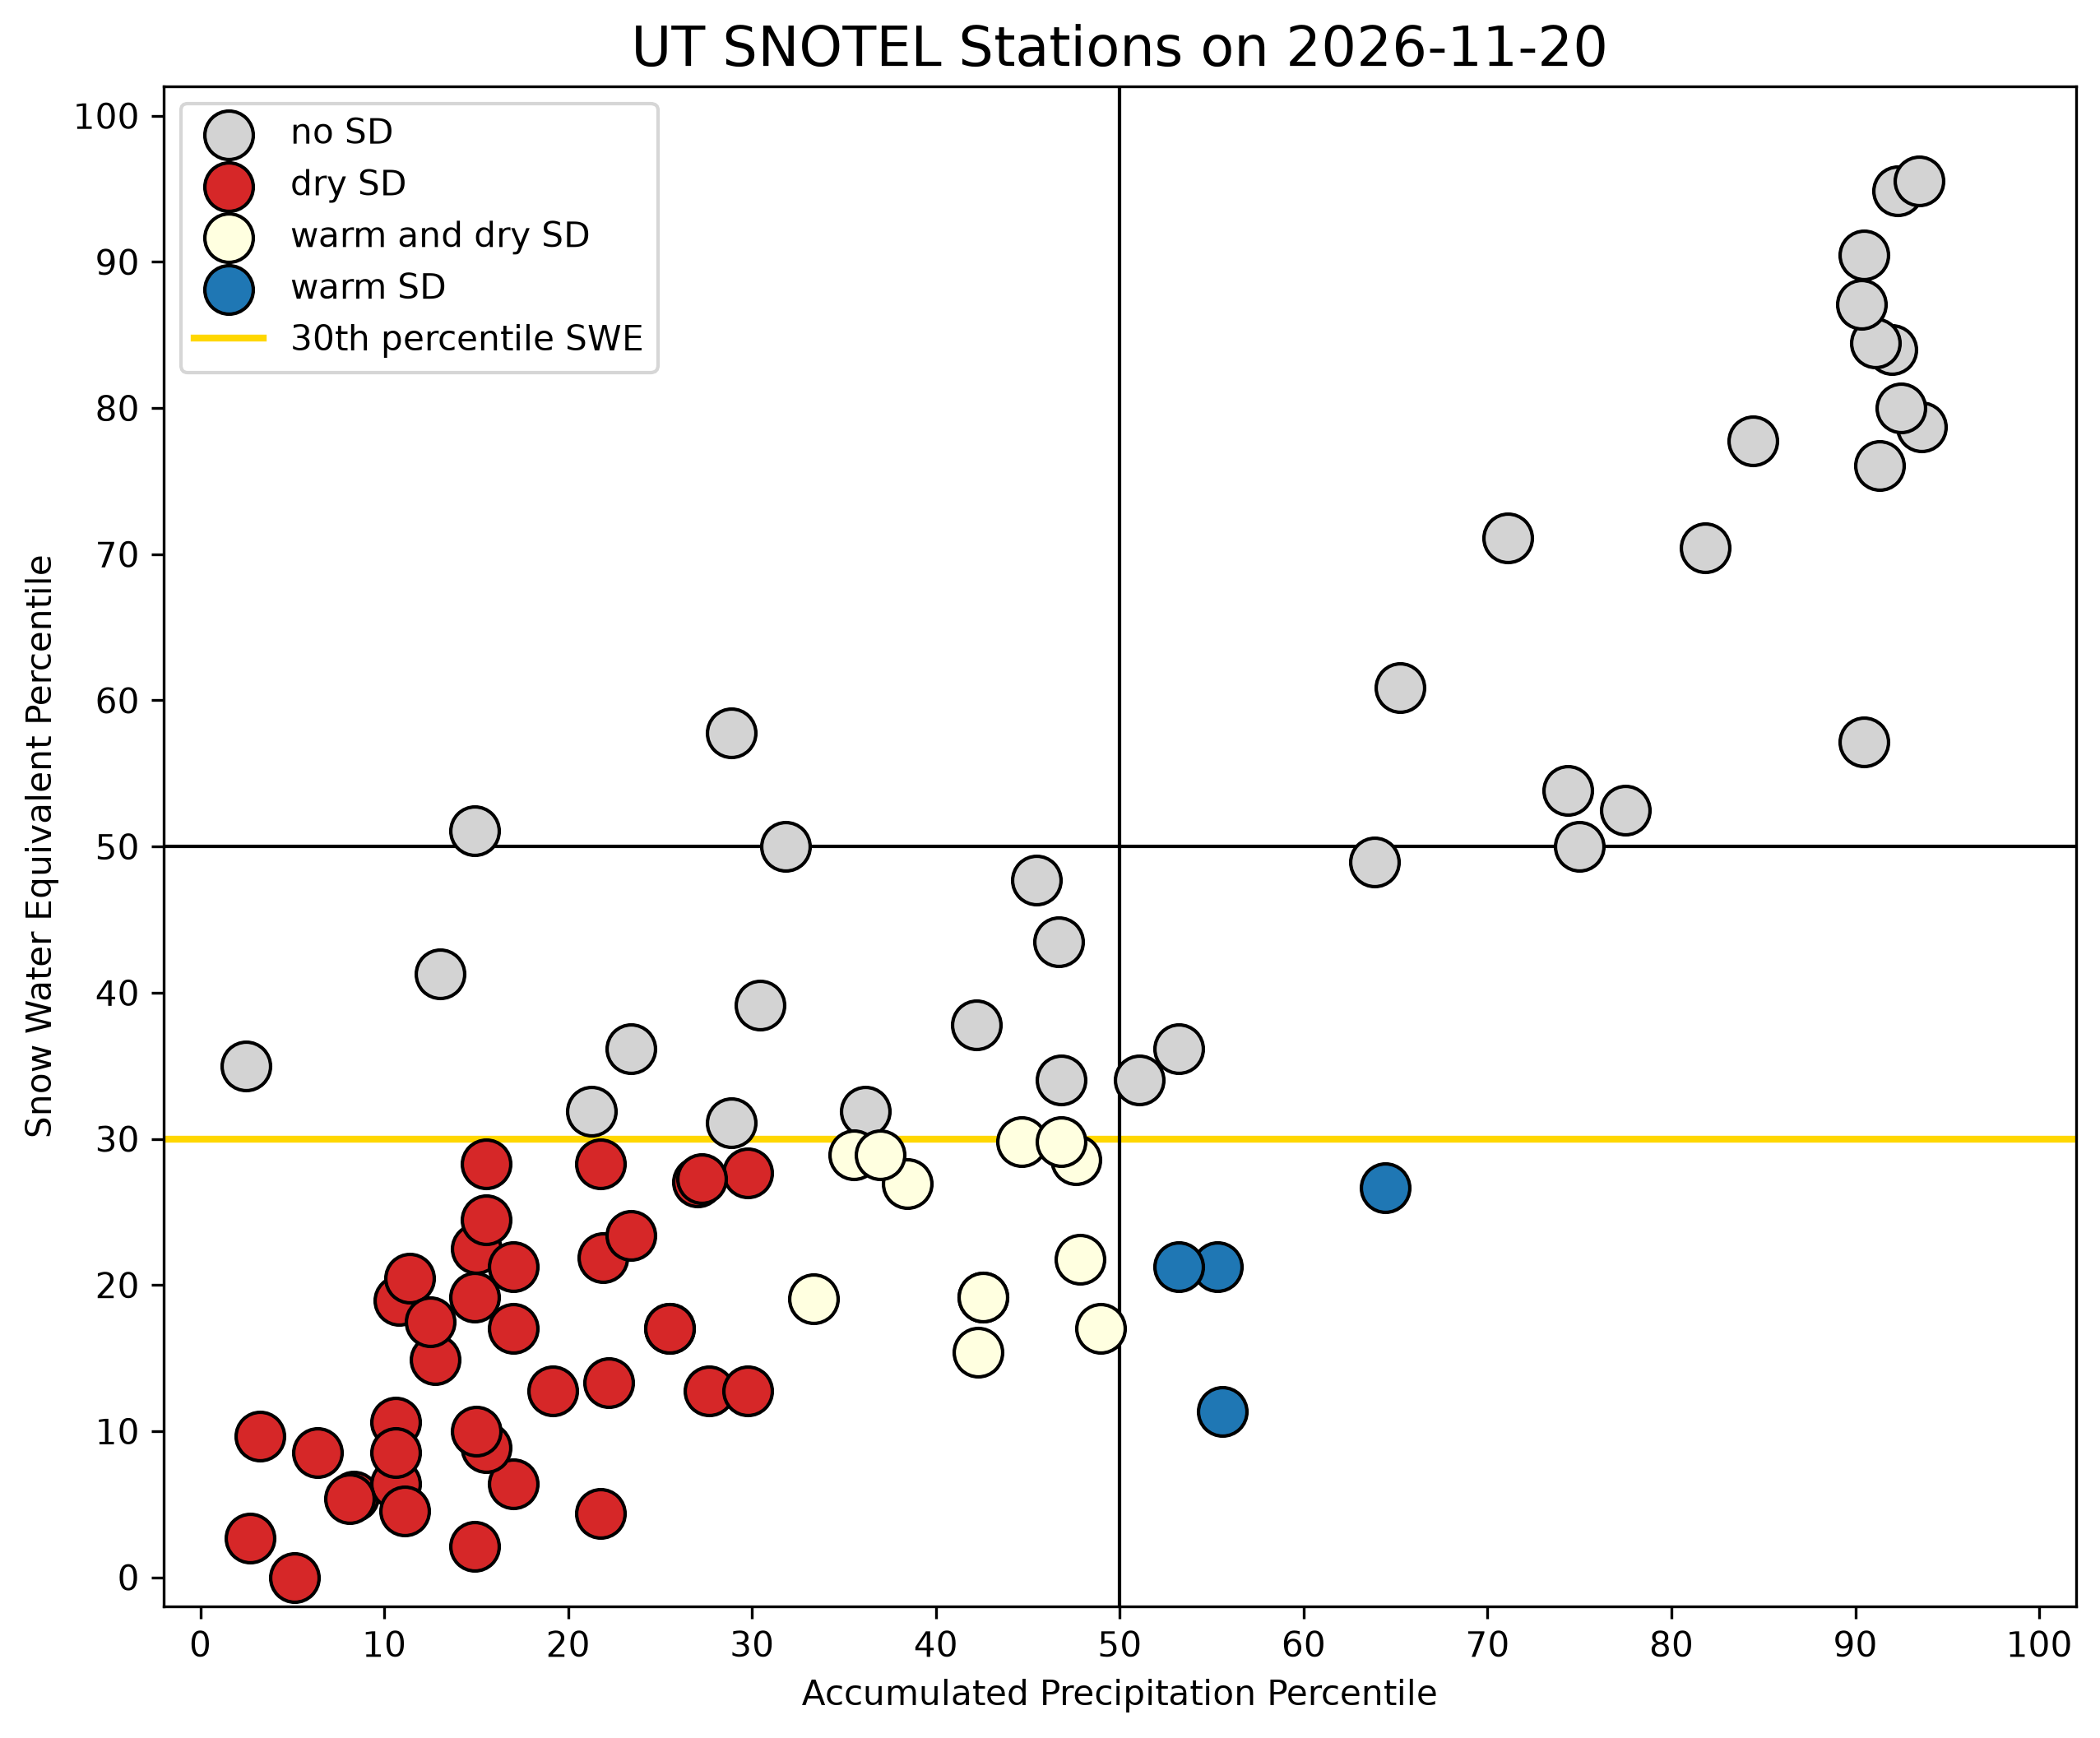 UT SNOTEL Stations on 2026-11-20
no SD
dry SD
warm and dry SD
warm SD
30th percentile SWE
Snow Water Equivalent Percentile
100
90
80
70
60
50
40
30
20
10
0
0 10 20 30 40 50 60 70 80 90 100
Accumulated Precipitation Percentile